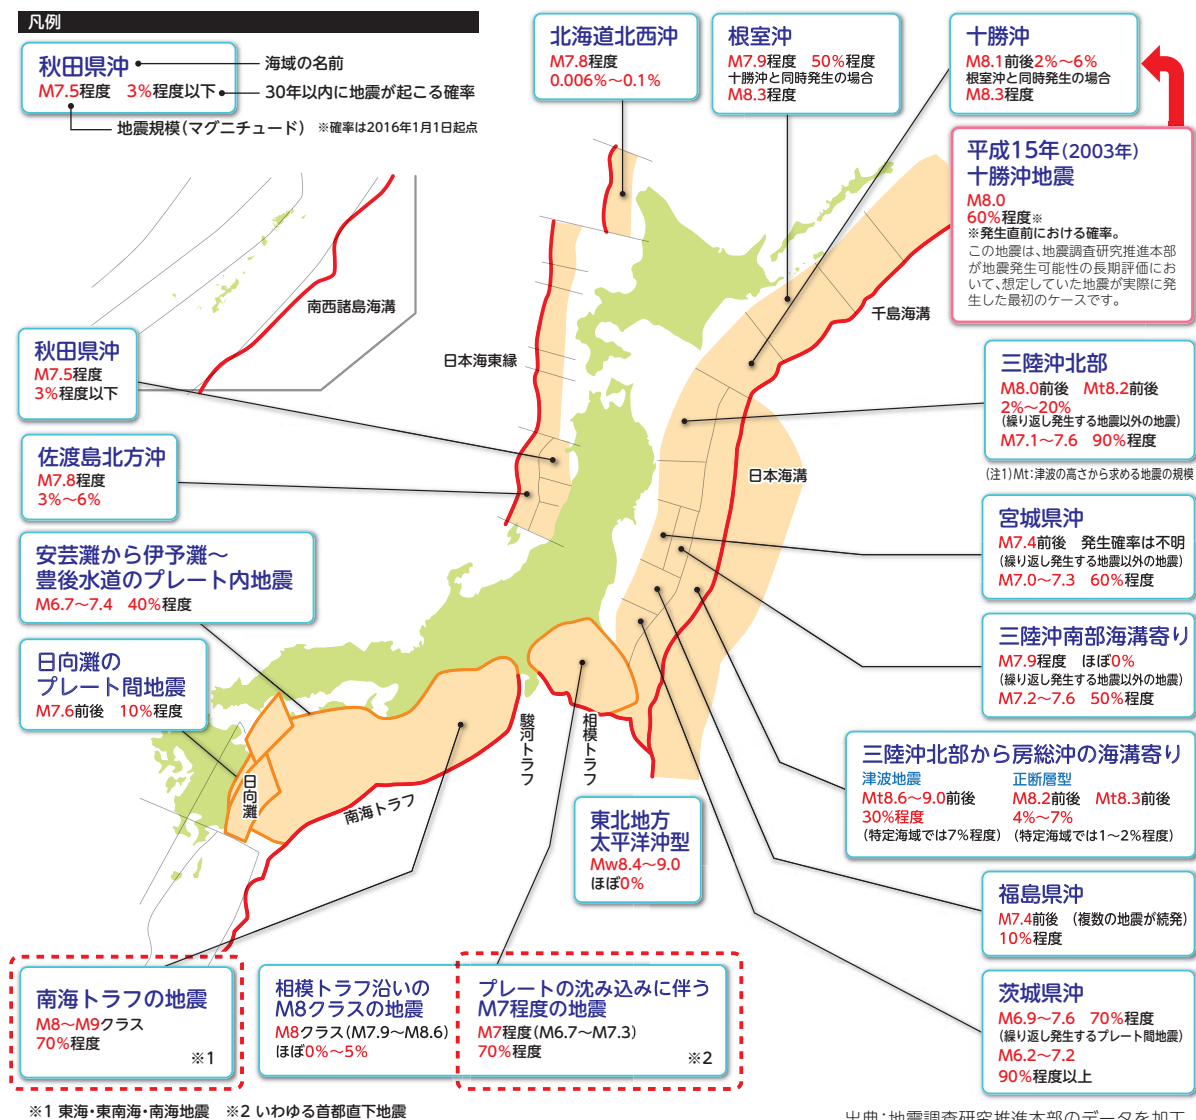 凡例
秋田県沖
M7.5程度 3%程度以下
海域の名前
30年以内に地震が起こる確率
地震規模(マグニチュード) ※確率は2016年1月1日起点
北海道北西沖
M7.8程度
0.006%～0.1%
根室沖
M7.9程度 50%程度
十勝沖と同時発生の場合
M8.3程度
十勝沖
M8.1前後2%～6%
根室沖と同時発生の場合
M8.3程度
平成15年(2003年)
十勝沖地震
M8.0
60%程度※
※発生直前における確率。
この地震は、地震調査研究推進本部
が地震発生可能性の長期評価にお
いて、想定していた地震が実際に発
生した最初のケースです。
南西諸島海溝
千島海溝
日本海東縁
日本海溝
秋田県沖
M7.5程度
3%程度以下
佐渡島北方沖
M7.8程度
3%～6%
安芸灘から伊予灘～
豊後水道のプレート内地震
M6.7～7.4 40%程度
日向灘の
プレート間地震
M7.6前後 10%程度
三陸沖北部
M8.0前後 Mt8.2前後
2%～20%
(繰り返し発生する地震以外の地震)
M7.1～7.6 90%程度
(注1)Mt:津波の高さから求める地震の規模
宮城県沖
M7.4前後 発生確率は不明
(繰り返し発生する地震以外の地震)
M7.0～7.3 60%程度
三陸沖南部海溝寄り
M7.9程度 ほぼ0%
(繰り返し発生する地震以外の地震)
M7.2～7.6 50%程度
三陸沖北部から房総沖の海溝寄り
津波地震 正断層型
Mt8.6～9.0前後 M8.2前後 Mt8.3前後
30%程度 4%～7%
(特定海域では7%程度) (特定海域では1～2%程度)
福島県沖
M7.4前後 (複数の地震が続発)
10%程度
茨城県沖
M6.9～7.6 70%程度
(繰り返し発生するプレート間地震)
M6.2～7.2
90%程度以上
日向灘
南海トラフ
駿河トラフ
相模トラフ
東北地方
太平洋沖型
Mw8.4～9.0
ほぼ0%
南海トラフの地震
M8～M9クラス
70%程度
※1
相模トラフ沿いの
M8クラスの地震
M8クラス(M7.9～M8.6)
ほぼ0%～5%
プレートの沈み込みに伴う
M7程度の地震
M7程度(M6.7～M7.3)
70%程度
※2
※1 東海・東南海・南海地震 ※2 いわゆる首都直下地震
出典:地震調査研究推進本部のデータを加工